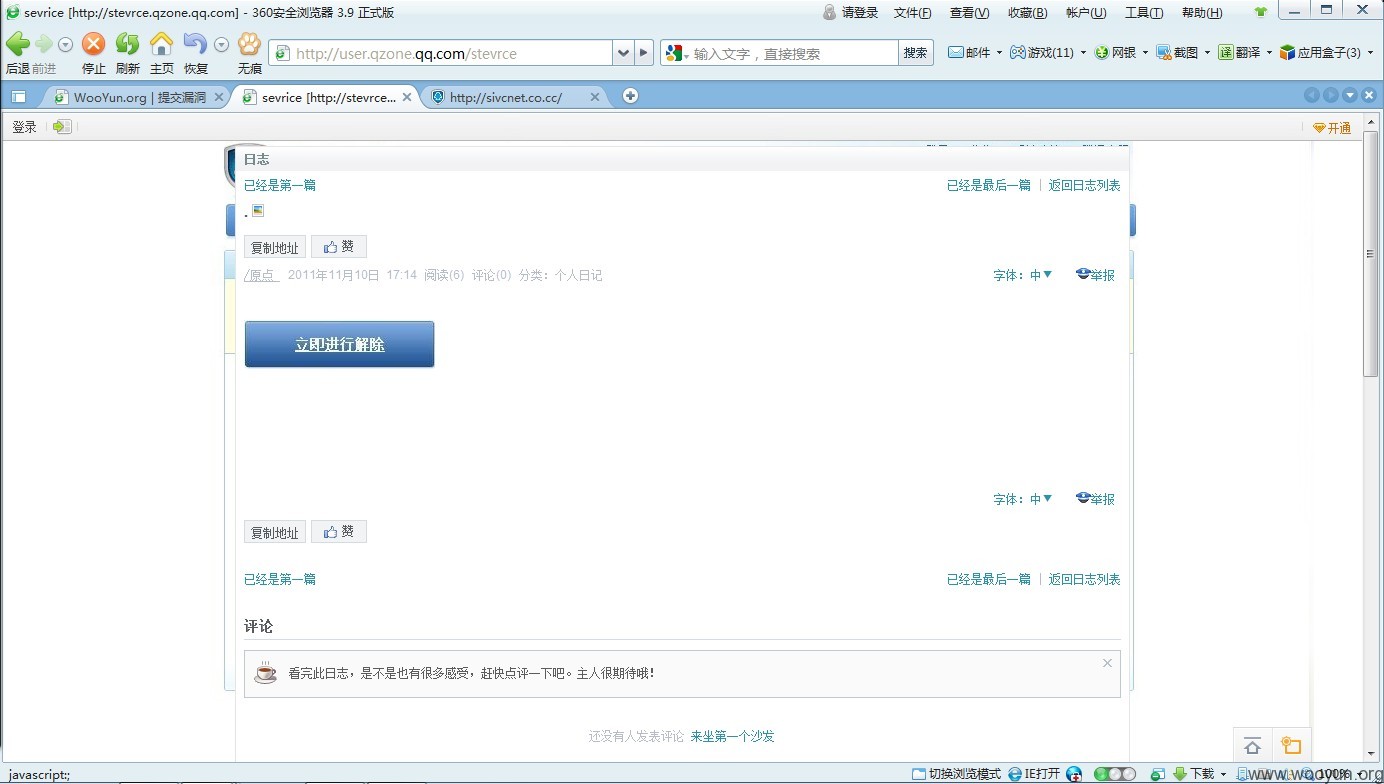 sevrice [http://stevrce.qzone.qq.com] - 360安全浏览器 3.9 正式版
请登录 文件(F) 查看(V) 收藏(B) 帐户(U) 工具(T) 帮助(H)
http://user.qzone.qq.com/stevrce
输入文字，直接搜索 搜索
邮件 游戏(11) 网银 截图 翻译 应用盒子(3)
后退 前进 停止 刷新 主页 恢复 无痕
WooYun.org | 提交漏洞
sevrice [http://stevrce...
http://sivcnet.co.cc/
登录
开通
日志
已经是第一篇
已经是最后一篇 | 返回日志列表
.
复制地址 赞
/原点 2011年11月10日 17:14 阅读(6) 评论(0) 分类：个人日记
字体：中▼ 举报
立即进行解除
字体：中▼ 举报
复制地址 赞
已经是第一篇
已经是最后一篇 | 返回日志列表
评论
看完此日志，是不是也有很多感受，赶快点评一下吧。主人很期待哦！
还没有人发表评论 来坐第一个沙发
javascript:;
切换浏览模式 IE打开 下载 100%
www.wooyun.org